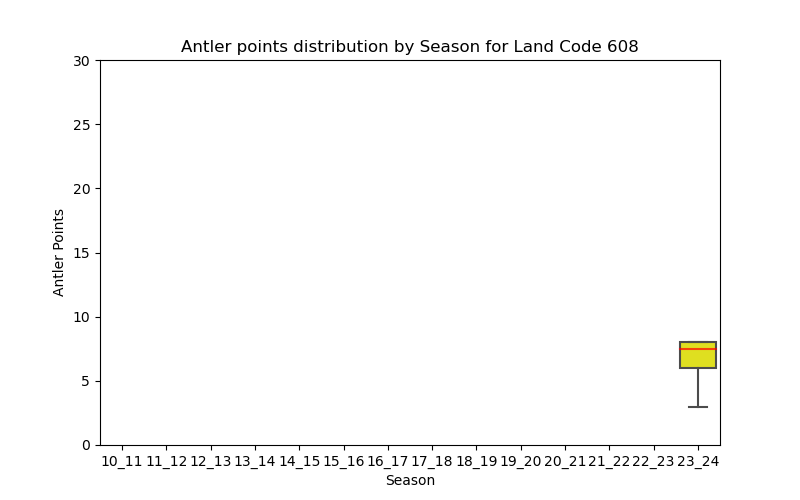 Antler points distribution by Season for Land Code 608
30
25
20
15
10
5
0
Antler Points
10_11 11_12 12_13 13_14 14_15 15_16 16_17 17_18 18_19 19_20 20_21 21_22 22_23 23_24
Season